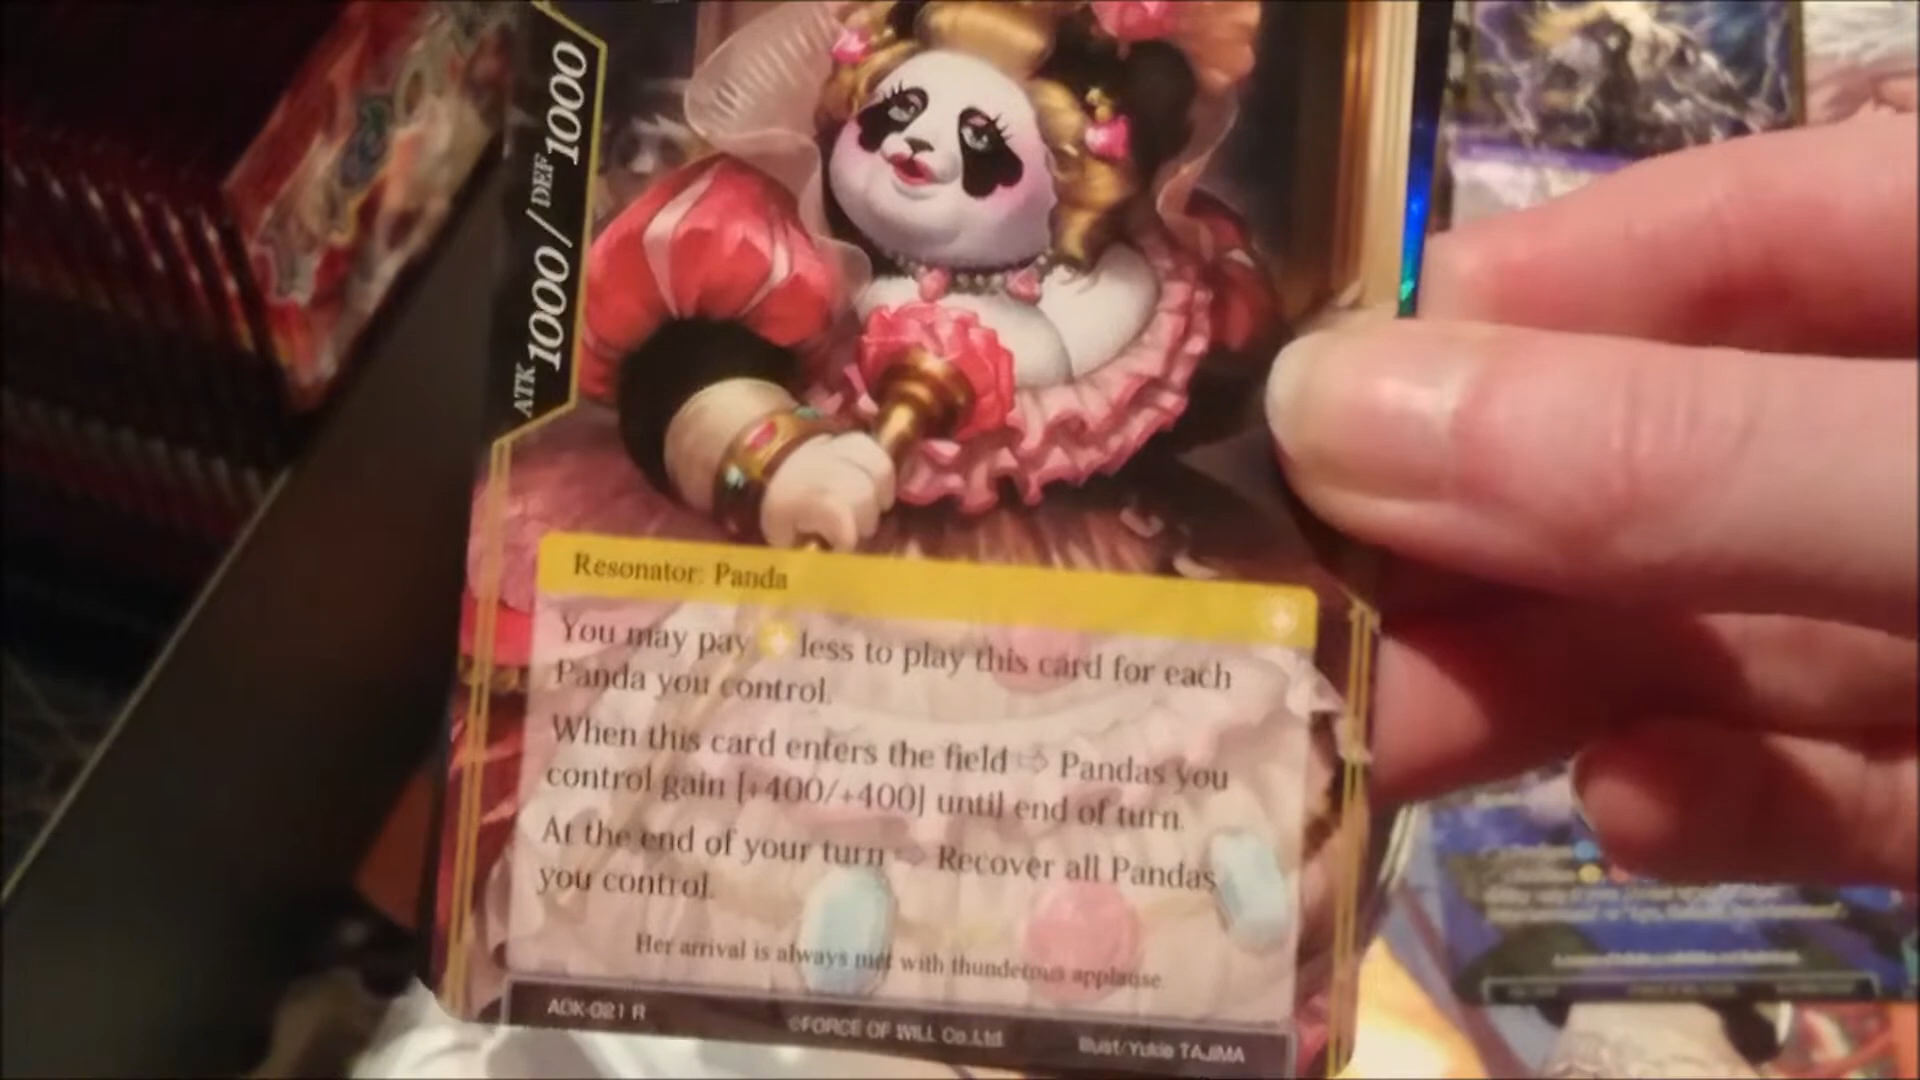 ATK 1000 / DEF 1000
Resonator: Panda
You may pay less to play this card for each
Panda you control.
When this card enters the field ⇨ Pandas you
control gain [+400/+400] until end of turn.
At the end of your turn ⇨ Recover all Pandas
you control.
Her arrival is always met with thunderous applause.
AOK-021 R
©FORCE OF WILL Co.,Ltd.
Illust/Yukie TAJIMA